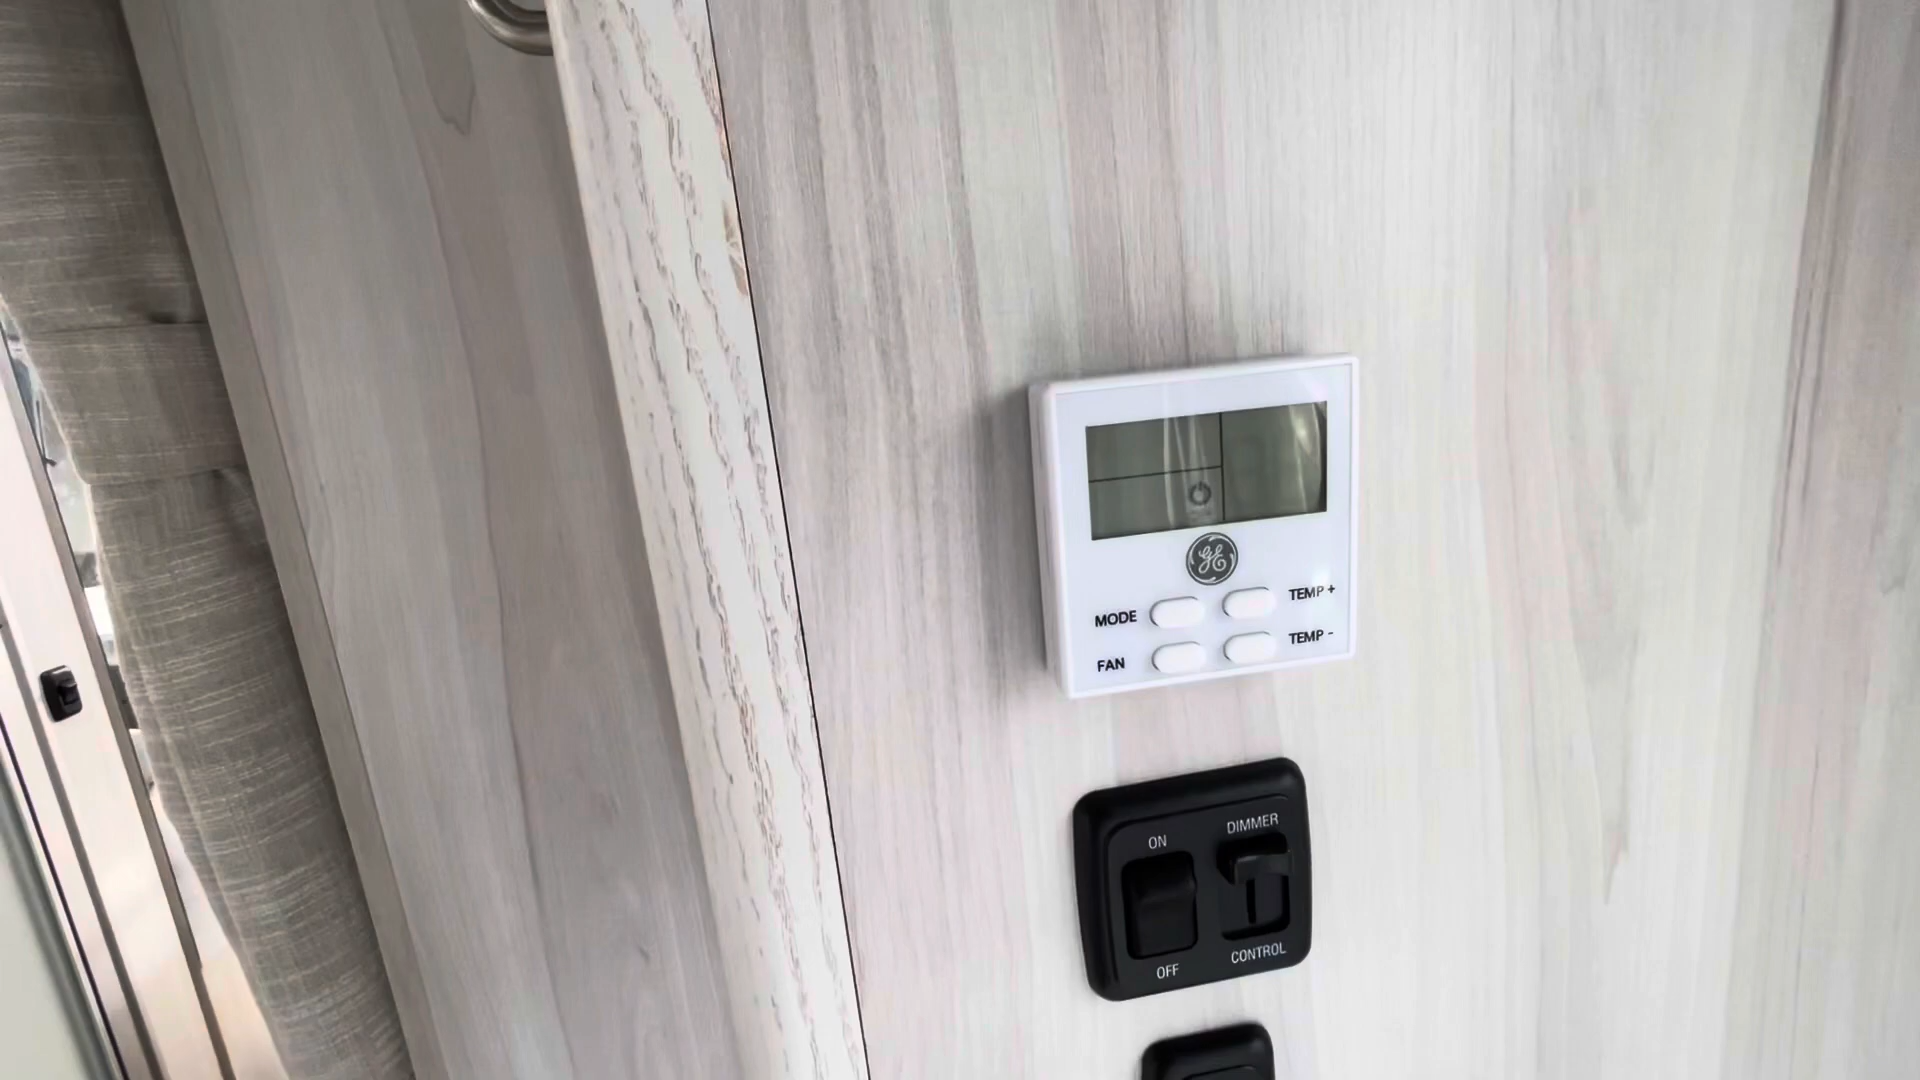 GE
MODE
TEMP +
FAN
TEMP -
ON
DIMMER
OFF
CONTROL